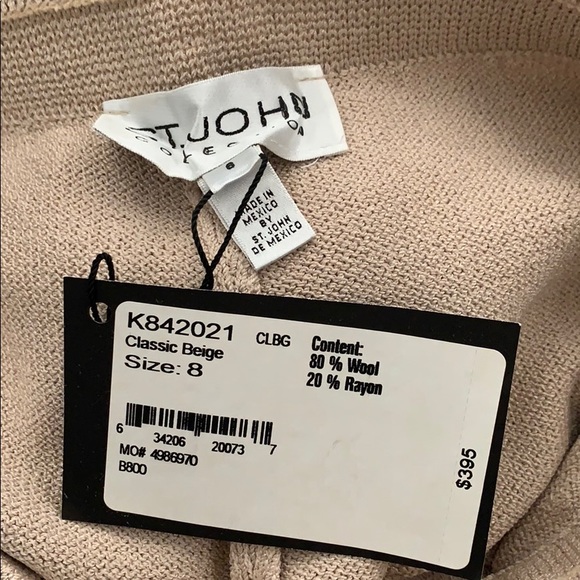 ST. JOHN
COLLECTION
8
MADE IN
MEXICO
BY
ST. JOHN
DE MEXICO
K842021
Classic Beige CLBG
Size: 8
Content:
80 % Wool
20 % Rayon
6 34206 20073 7
MO# 4986970
B800
$395